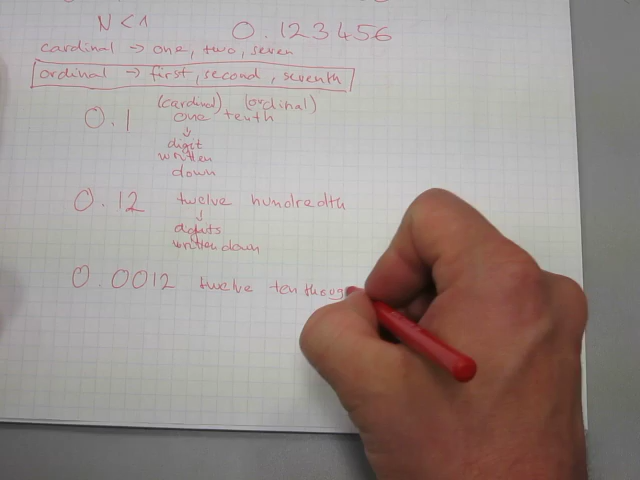 N < 1 0.123456
cardinal → one, two, seven
ordinal → first, second, seventh
(cardinal) (ordinal)
0.1 one tenth
↓
digit
written
down
0.12 twelve hundredth
↓
digits
written down
0.0012 twelve ten thoug